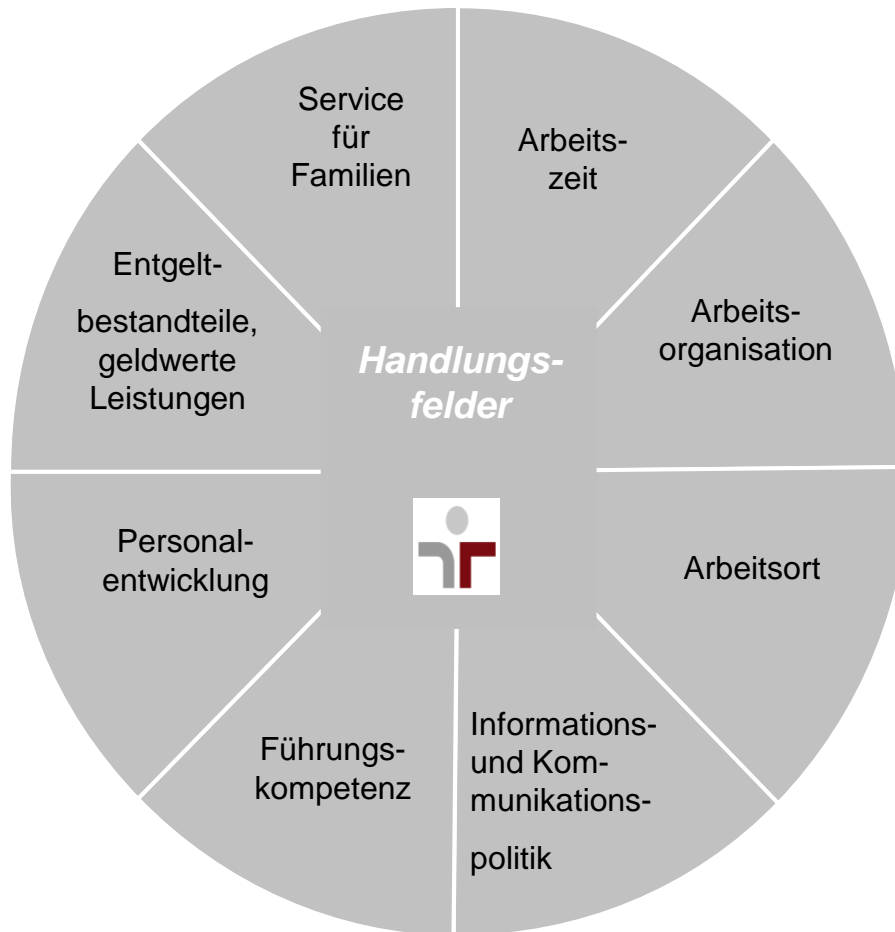 Handlungs-
felder
Arbeits-
zeit
Arbeits-
organisation
Arbeitsort
Informations-
und Kom-
munikations-
politik
Führungs-
kompetenz
Personal-
entwicklung
Entgelt-
bestandteile,
geldwerte
Leistungen
Service
für
Familien